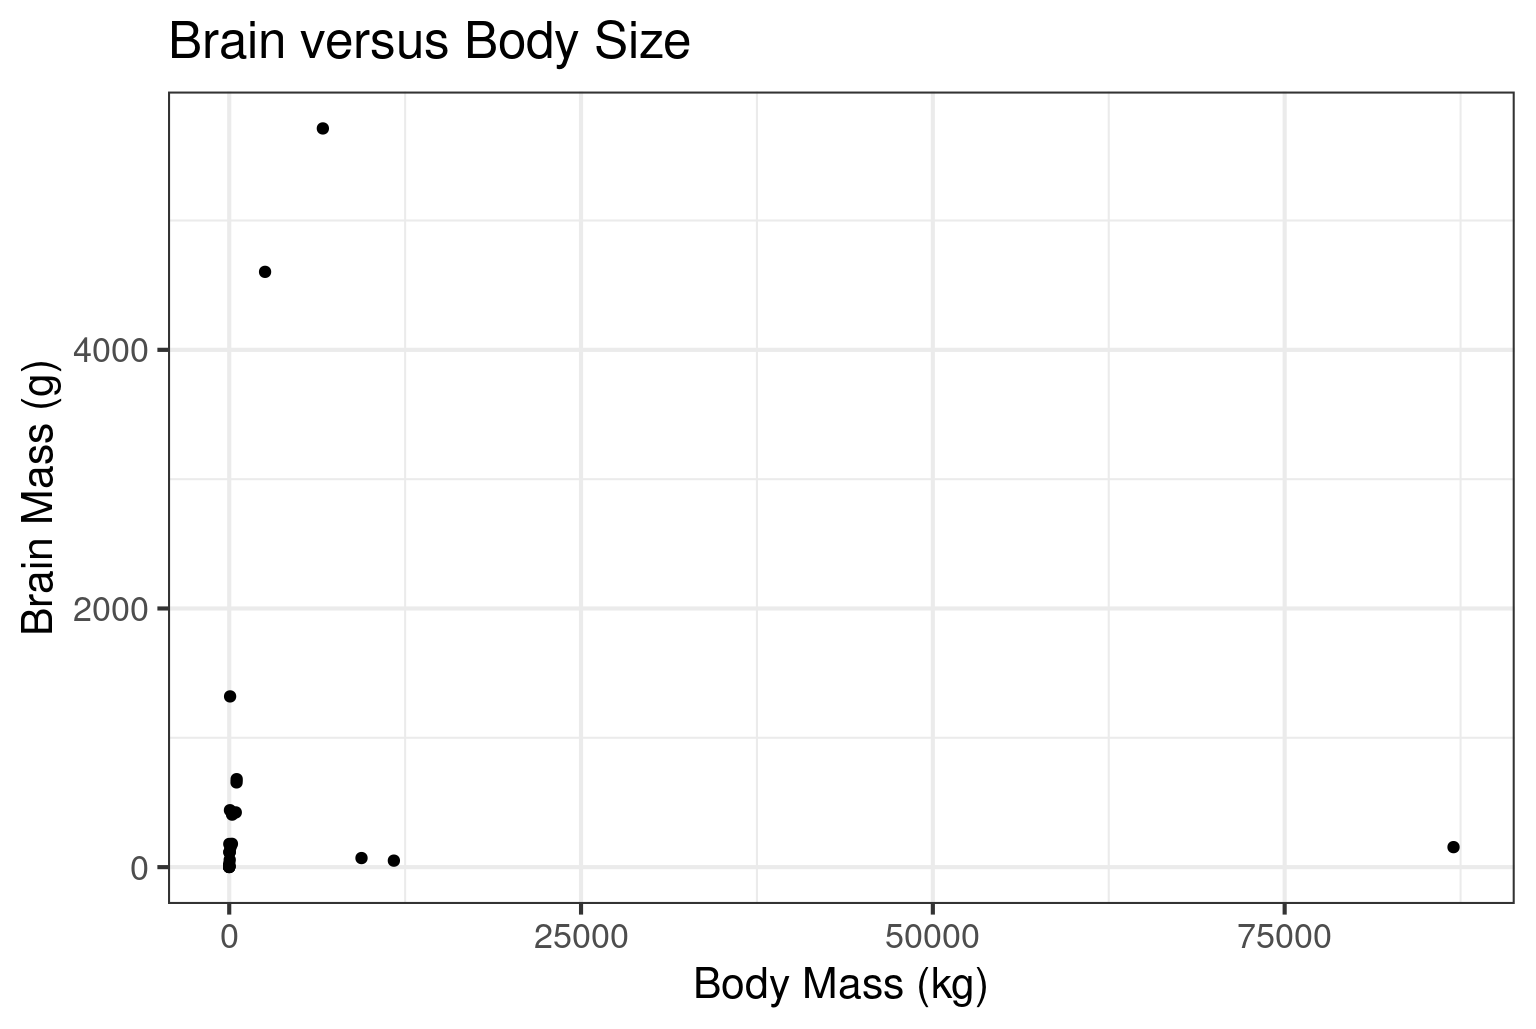 Brain versus Body Size
Brain Mass (g)
4000
2000
0
0 25000 50000 75000
Body Mass (kg)